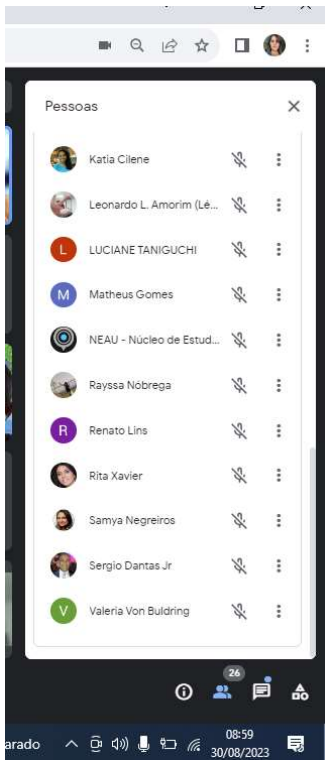 Pessoas
Katia Cilene
Leonardo L. Amorim (Lé...
L LUCIANE TANIGUCHI
M Matheus Gomes
NEAU - Núcleo de Estud...
Rayssa Nóbrega
R Renato Lins
Rita Xavier
Samya Negreiros
Sergio Dantas Jr
V Valeria Von Buldring
26
arado
08:59
30/08/2023